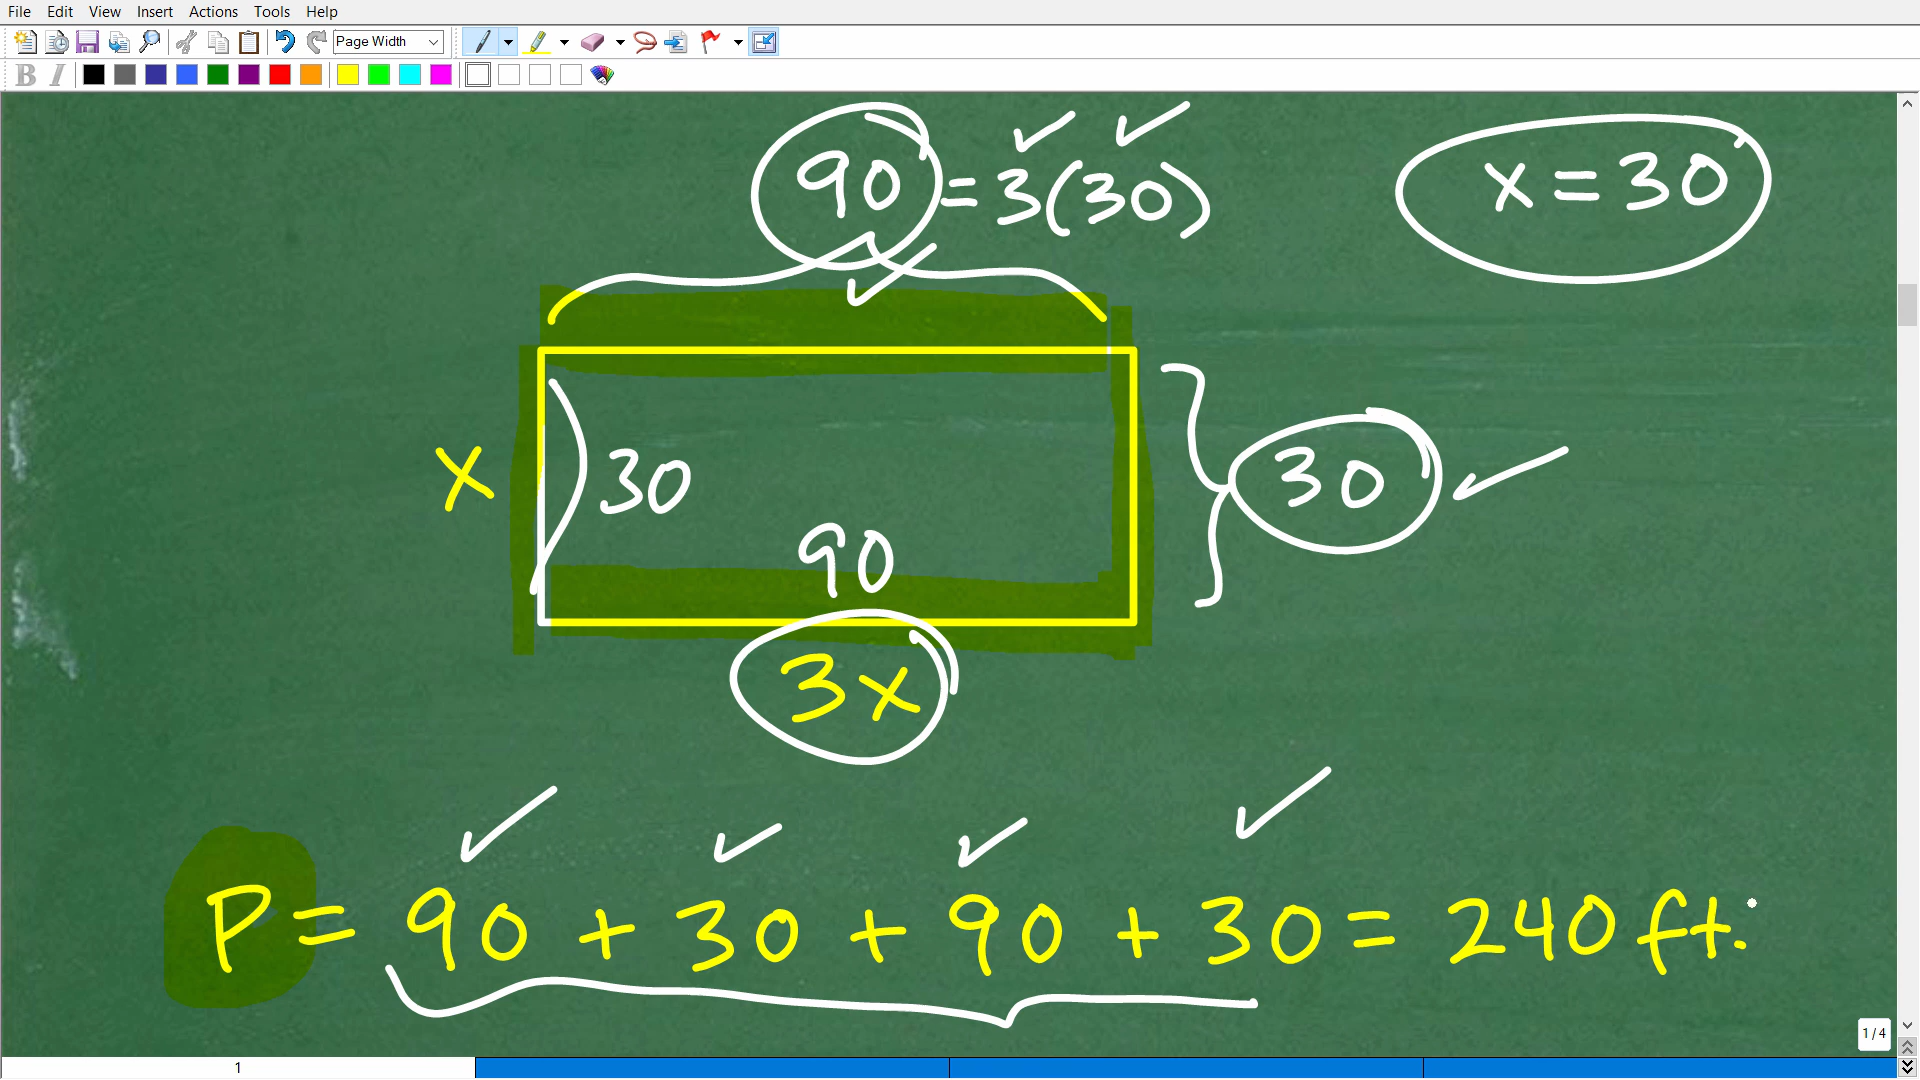 File Edit View Insert Actions Tools Help
Page Width
B I
90 = 3(30)
x = 30
x
30
30
90
3x
P = 90 + 30 + 90 + 30 = 240 ft.
1 / 4
1